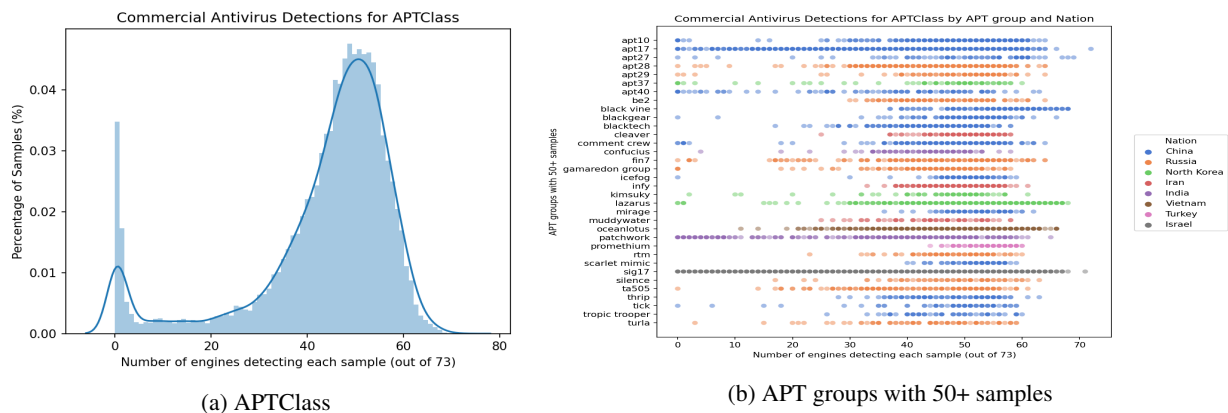 Commercial Antivirus Detections for APTClass
Percentage of Samples (%)
0.04
0.03
0.02
0.01
0.00
0
20
40
60
80
Number of engines detecting each sample (out of 73)
(a) APTClass
Commercial Antivirus Detections for APTClass by APT group and Nation
APT groups with 50+ samples
apt10
apt17
apt27
apt28
apt29
apt37
apt40
be2
black vine
blackgear
blacktech
cleaver
comment crew
confucius
fin7
gamaredon group
icefog
infy
kimsuky
lazarus
mirage
muddywater
oceanlotus
patchwork
promethium
rtm
scarlet mimic
sig17
silence
ta505
thrip
tick
tropic trooper
turla
0
10
20
30
40
50
60
70
Number of engines detecting each sample (out of 73)
Nation
China
Russia
North Korea
Iran
India
Vietnam
Turkey
Israel
(b) APT groups with 50+ samples